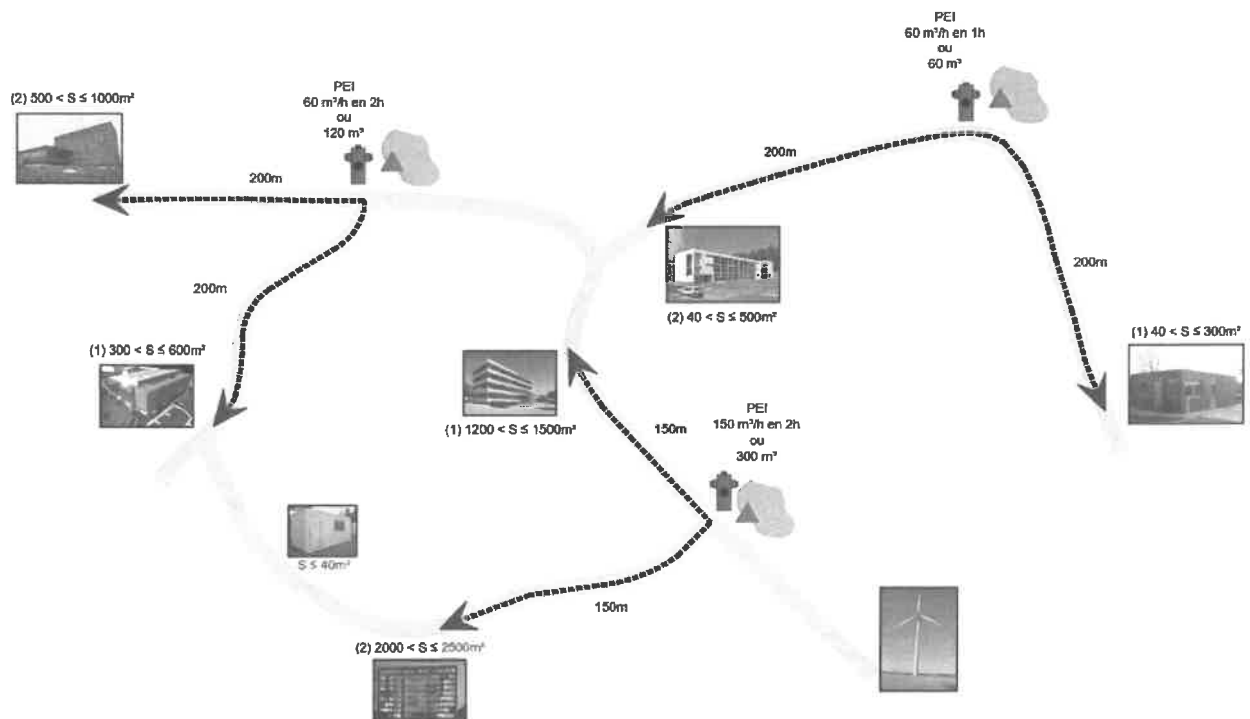 PEI
60 m³/h en 1h
ou
60 m³
PEI
60 m³/h en 2h
ou
120 m³
(2) 500 < S ≤ 1000m²
200m
200m
200m
200m
(2) 40 < S ≤ 500m²
(1) 40 < S ≤ 300m²
(1) 300 < S ≤ 600m²
(1) 1200 < S ≤ 1500m²
150m
PEI
150 m³/h en 2h
ou
300 m³
S ≤ 40m²
150m
(2) 2000 < S ≤ 2500m²